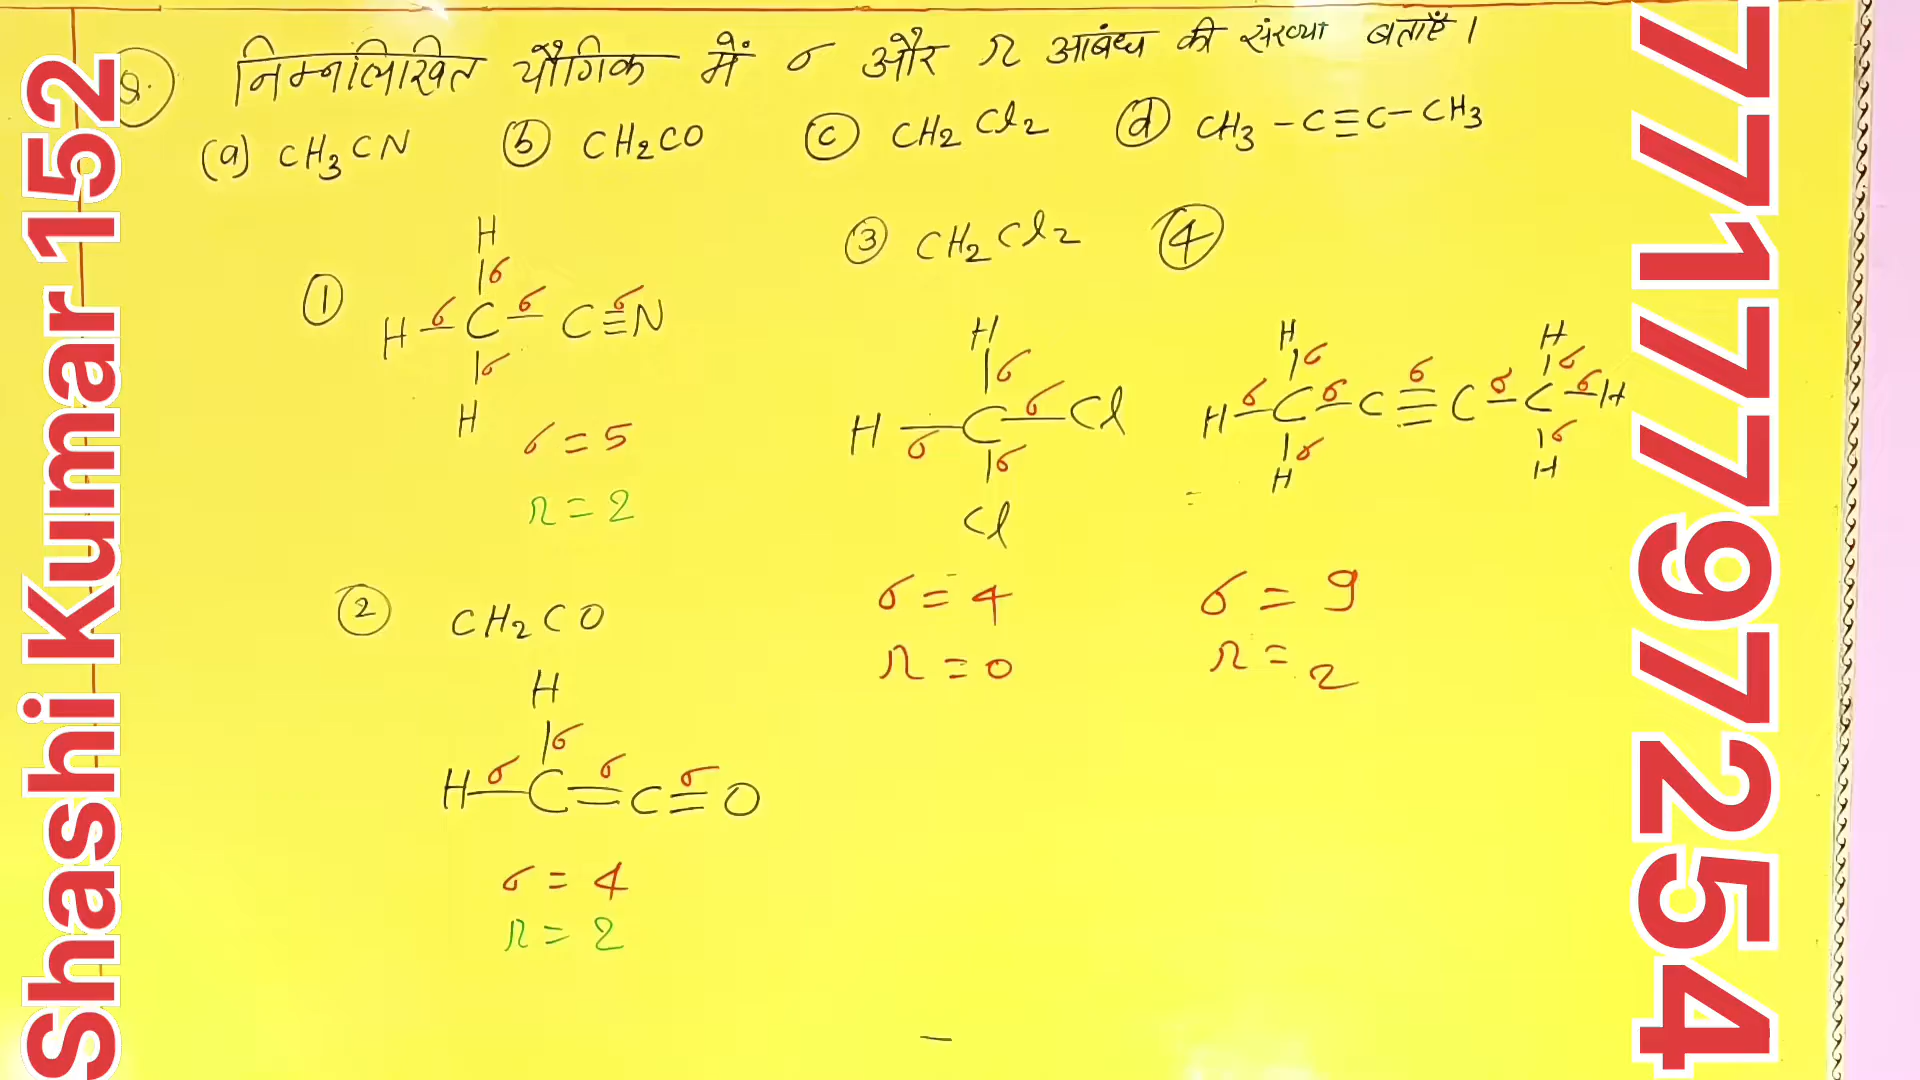 Shashi Kumar 152
7717797254
Q. निम्नलिखित यौगिक में σ और π आबंध की संख्या बताएँ।
(a) CH3CN (b) CH2CO (c) CH2Cl2 (d) CH3-C≡C-CH3
(1)
H
|σ
H -σ- C -σ- C ≡σ N
|σ
H
σ = 5
π = 2
(2) CH2CO
H
|σ
H -σ- C =σ C ≡σ O
σ = 4
π = 2
(3) CH2Cl2
H
|σ
H -σ- C -σ- Cl
|σ
Cl
σ = 4
π = 0
(4)
H H
|σ |σ
H -σ- C -σ- C ≡σ C -σ- C -σ- H
|σ |σ
H H
σ = 9
π = 2